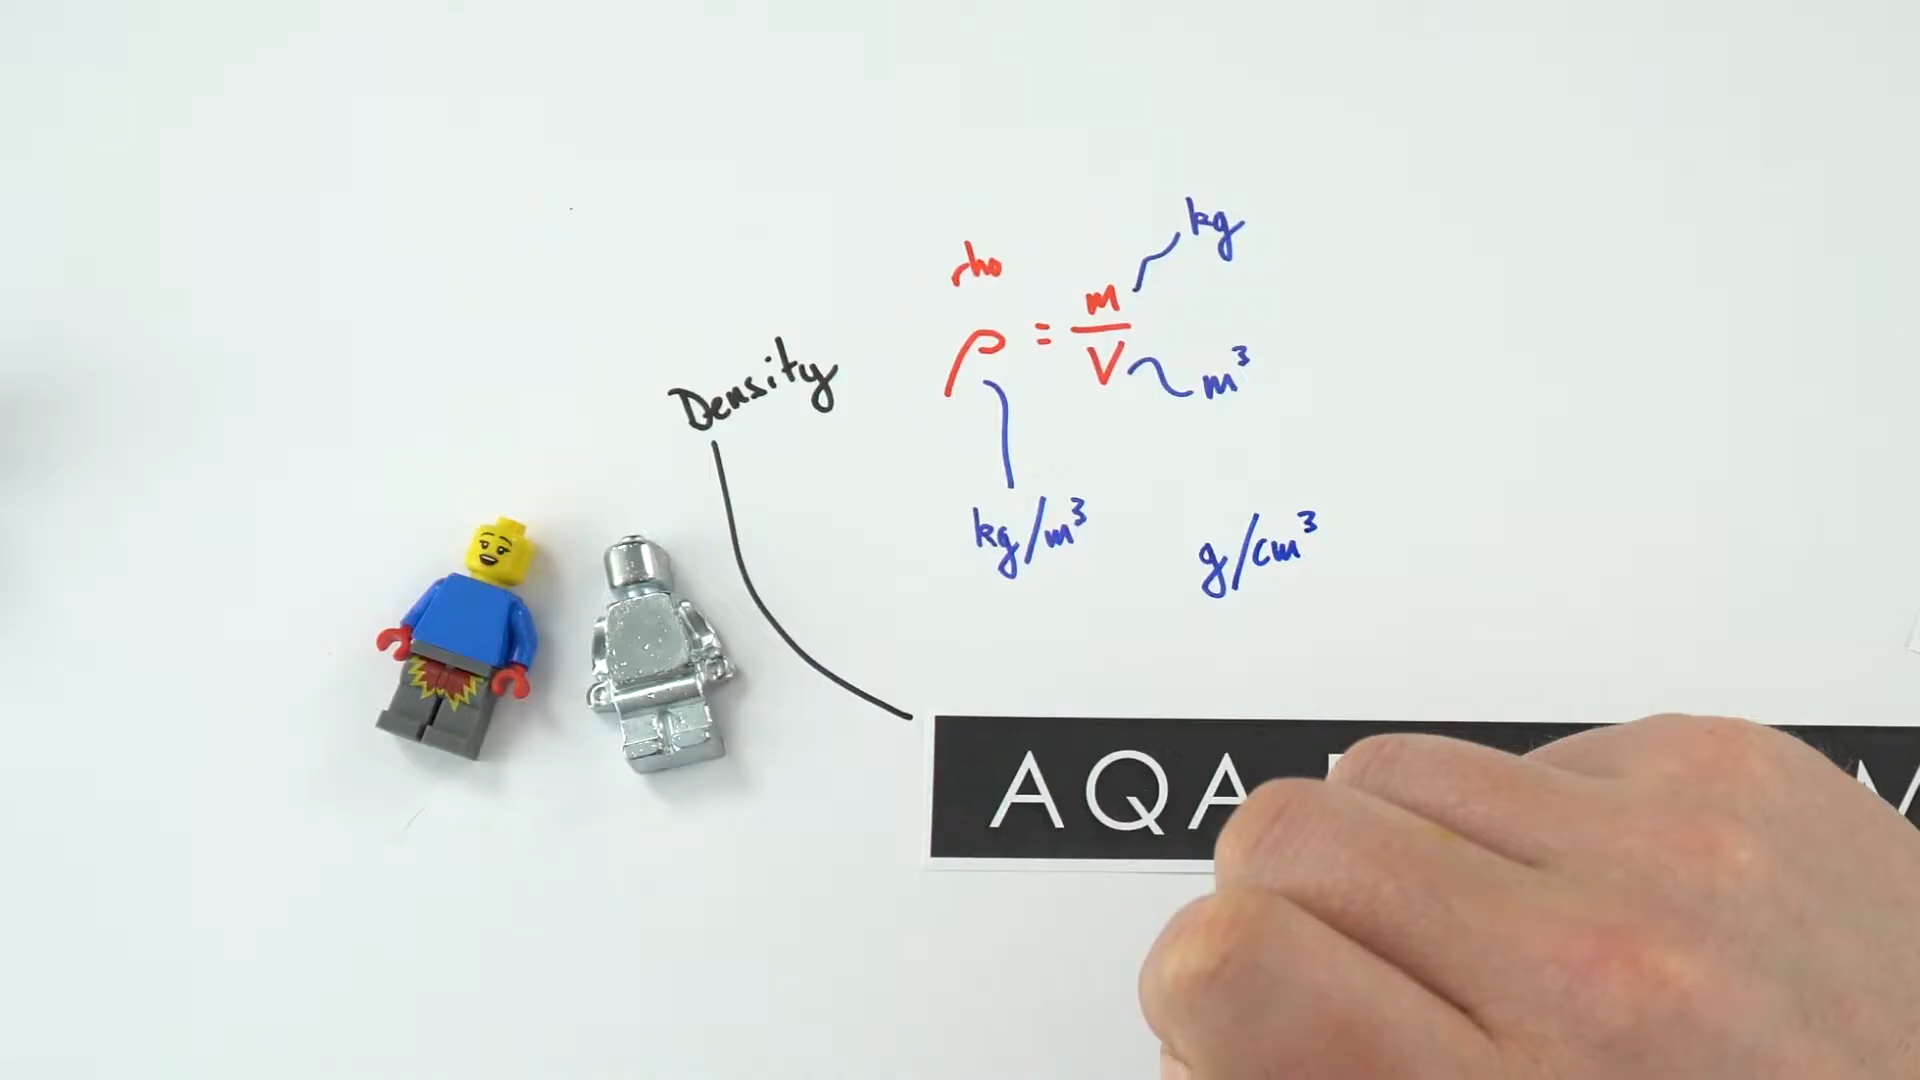 kg
rho
ρ = m/V
m³
Density
kg/m³
g/cm³
AQA